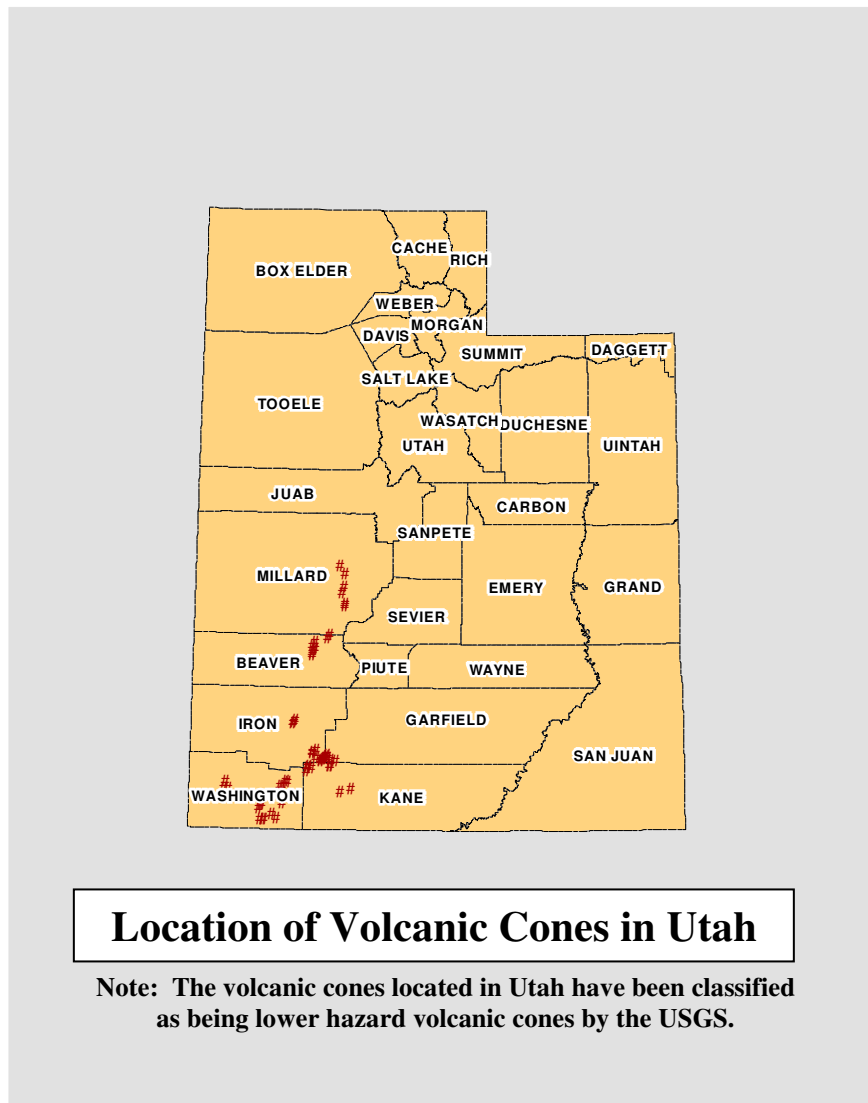 CACHE
RICH
BOX ELDER
WEBER
MORGAN
DAVIS
SUMMIT
DAGGETT
SALT LAKE
TOOELE
WASATCH
DUCHESNE
UTAH
UINTAH
JUAB
CARBON
SANPETE
MILLARD
EMERY
GRAND
SEVIER
BEAVER
PIUTE
WAYNE
IRON
GARFIELD
SAN JUAN
WASHINGTON
KANE
Location of Volcanic Cones in Utah
Note: The volcanic cones located in Utah have been classified
as being lower hazard volcanic cones by the USGS.